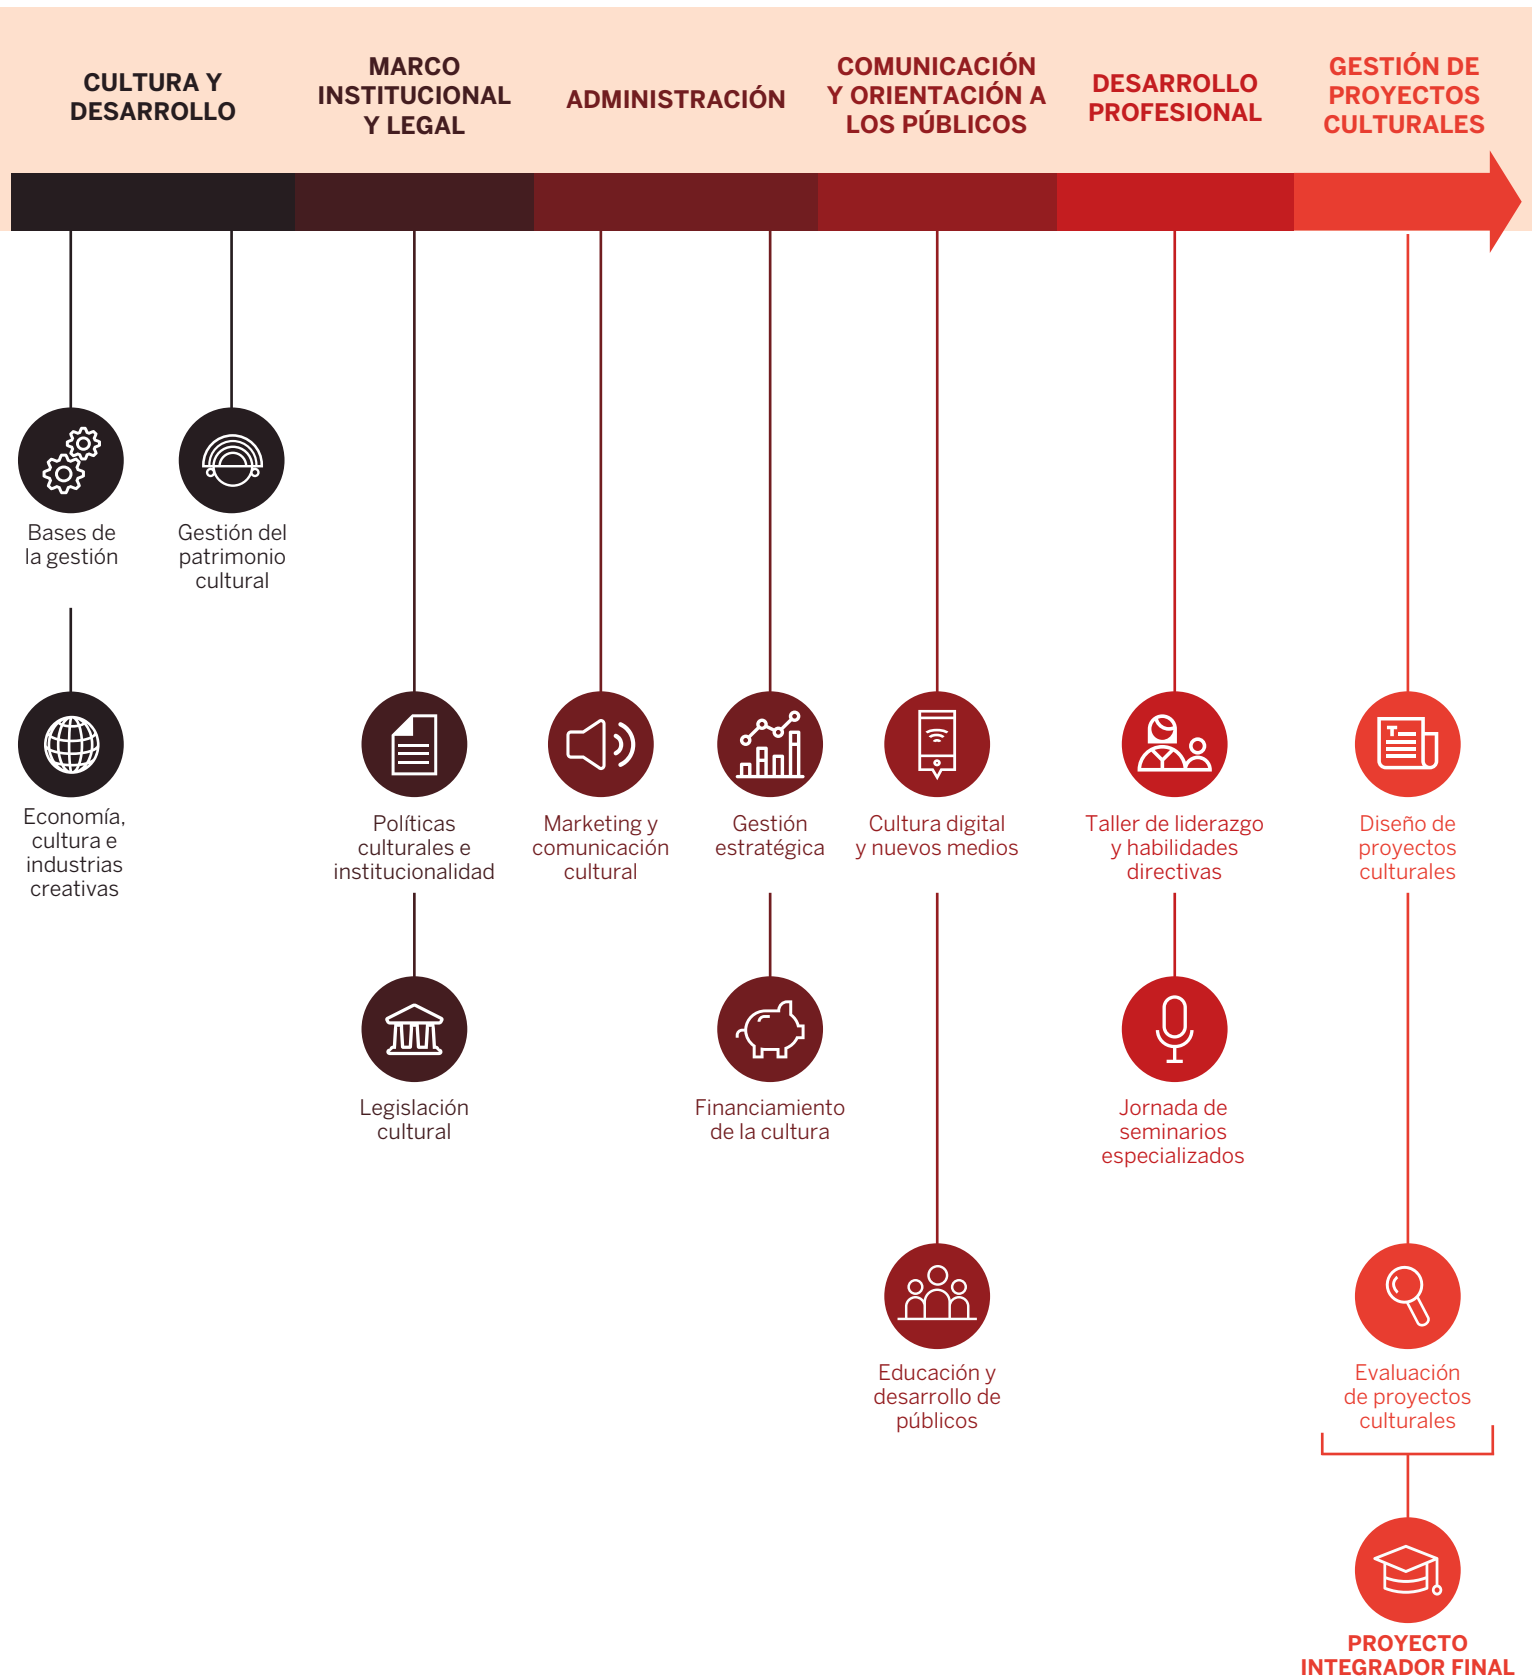 CULTURA Y
DESARROLLO
MARCO
INSTITUCIONAL
Y LEGAL
ADMINISTRACIÓN
COMUNICACIÓN
Y ORIENTACIÓN A
LOS PÚBLICOS
DESARROLLO
PROFESIONAL
GESTIÓN DE
PROYECTOS
CULTURALES
Bases de
la gestión
Gestión del
patrimonio
cultural
Economía,
cultura e
industrias
creativas
Políticas
culturales e
institucionalidad
Marketing y
comunicación
cultural
Gestión
estratégica
Cultura digital
y nuevos medios
Taller de liderazgo
y habilidades
directivas
T
Diseño de
proyectos
culturales
Legislación
cultural
Financiamiento
de la cultura
Jornada de
seminarios
especializados
Educación y
desarrollo de
públicos
Evaluación
de proyectos
culturales
PROYECTO
INTEGRADOR FINAL